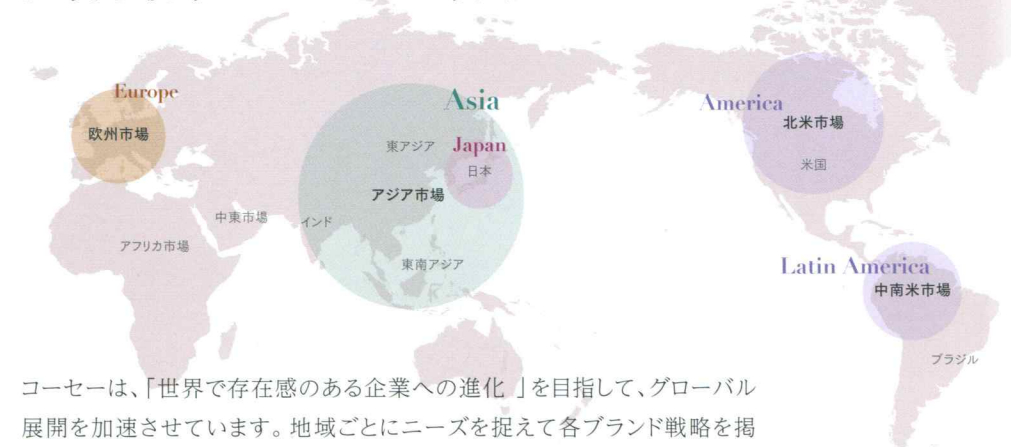 Europe
欧州市場
Asia
東アジア
Japan
日本
アジア市場
インド
東南アジア
中東市場
アフリカ市場
America
北米市場
米国
Latin America
中南米市場
ブラジル
コーセーは、「世界で存在感のある企業への進化 」を目指して、グローバル
展開を加速させています。地域ごとにニーズを捉えて各ブランド戦略を掲